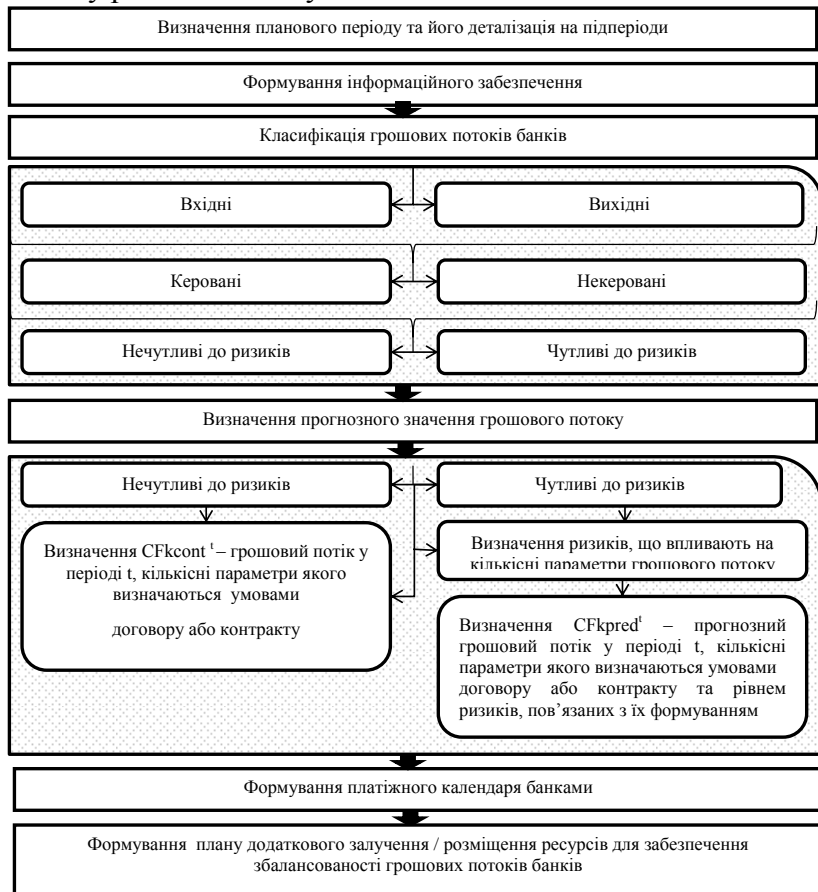 Визначення планового періоду та його деталізація на підперіоди
Формування інформаційного забезпечення
Класифікація грошових потоків банків
Вхідні
Вихідні
Керовані
Некеровані
Нечутливі до ризиків
Чутливі до ризиків
Визначення прогнозного значення грошового потоку
Нечутливі до ризиків
Чутливі до ризиків
Визначення CFkcont t – грошовий потік у
періоді t, кількісні параметри якого
визначаються умовами
договору або контракту
Визначення ризиків, що впливають на
кількісні параметри грошового потоку
Визначення CFkpredt – прогнозний
грошовий потік у періоді t, кількісні
параметри якого визначаються умовами
договору або контракту та рівнем
ризиків, пов’язаних з їх формуванням
Формування платіжного календаря банками
Формування плану додаткового залучення / розміщення ресурсів для забезпечення
збалансованості грошових потоків банків